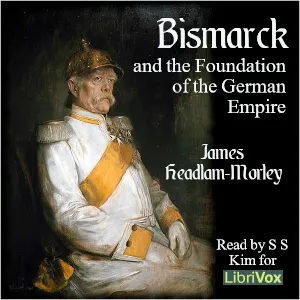 Bismarck
and the Foundation
of the German
Empire
James
Headlam-Morley
Read by S S
Kim for
LibriVox